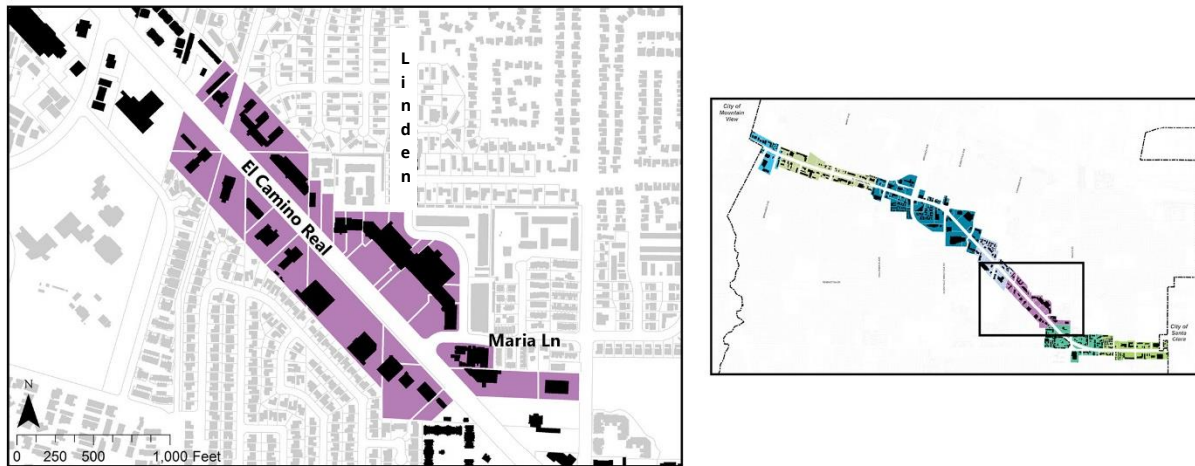 Linden
El Camino Real
Maria Ln
N
0 250 500 1,000 Feet
City of
Mountain
View
City of
Santa
Clara